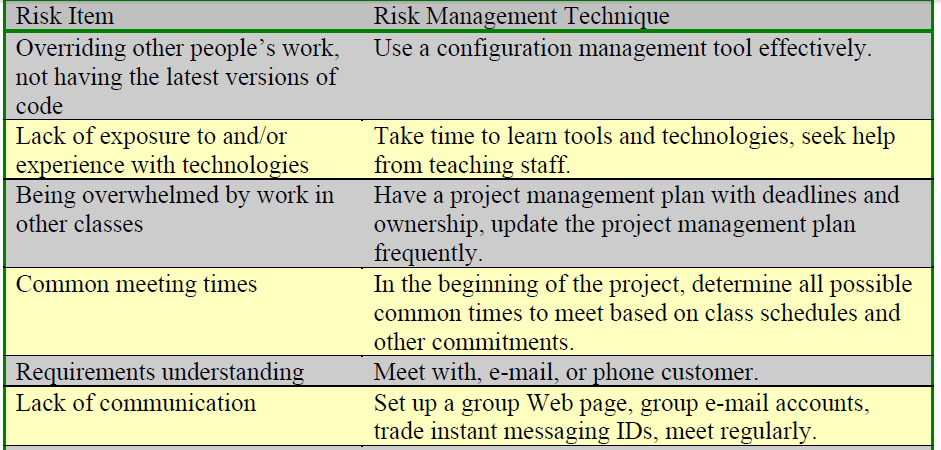 Risk Item Risk Management Technique
Overriding other people’s work, Use a configuration management tool effectively.
not having the latest versions of
code
Lack of exposure to and/or Take time to learn tools and technologies, seek help
experience with technologies from teaching staff.
Being overwhelmed by work in Have a project management plan with deadlines and
other classes ownership, update the project management plan
frequently.
Common meeting times In the beginning of the project, determine all possible
common times to meet based on class schedules and
other commitments.
Requirements understanding Meet with, e-mail, or phone customer.
Lack of communication Set up a group Web page, group e-mail accounts,
trade instant messaging IDs, meet regularly.